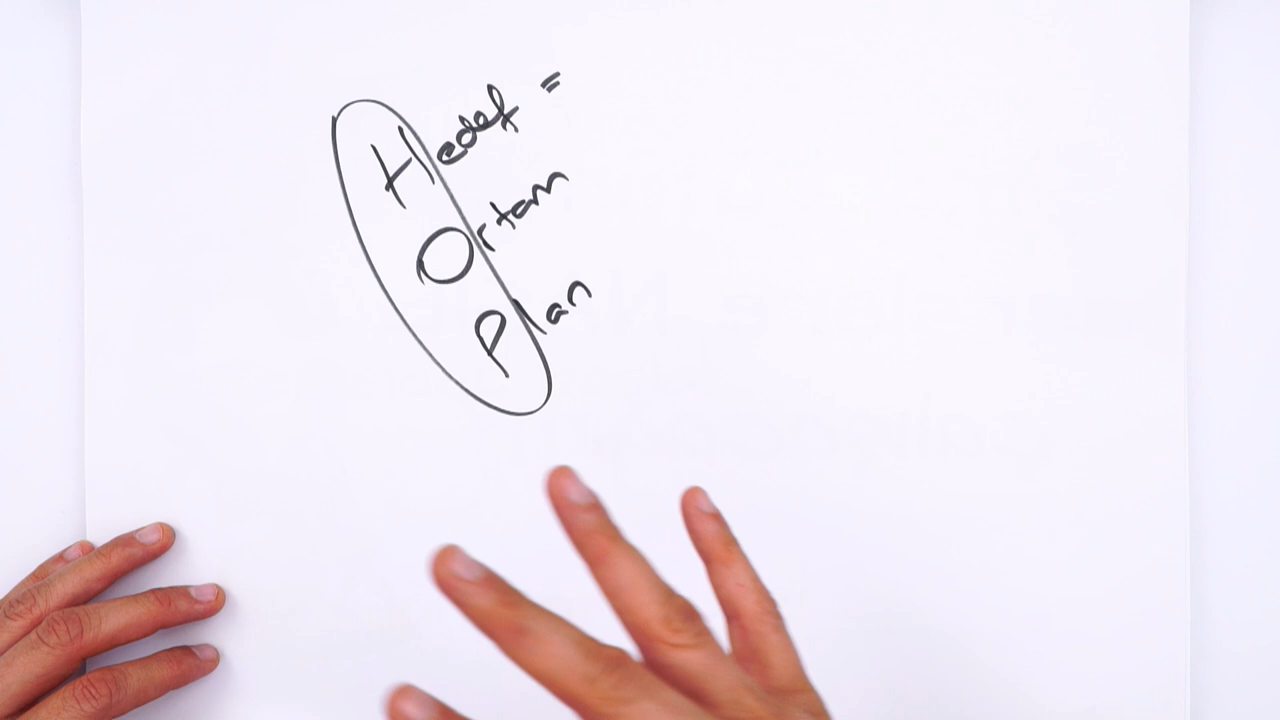 Hedef =
Ortam
Plan